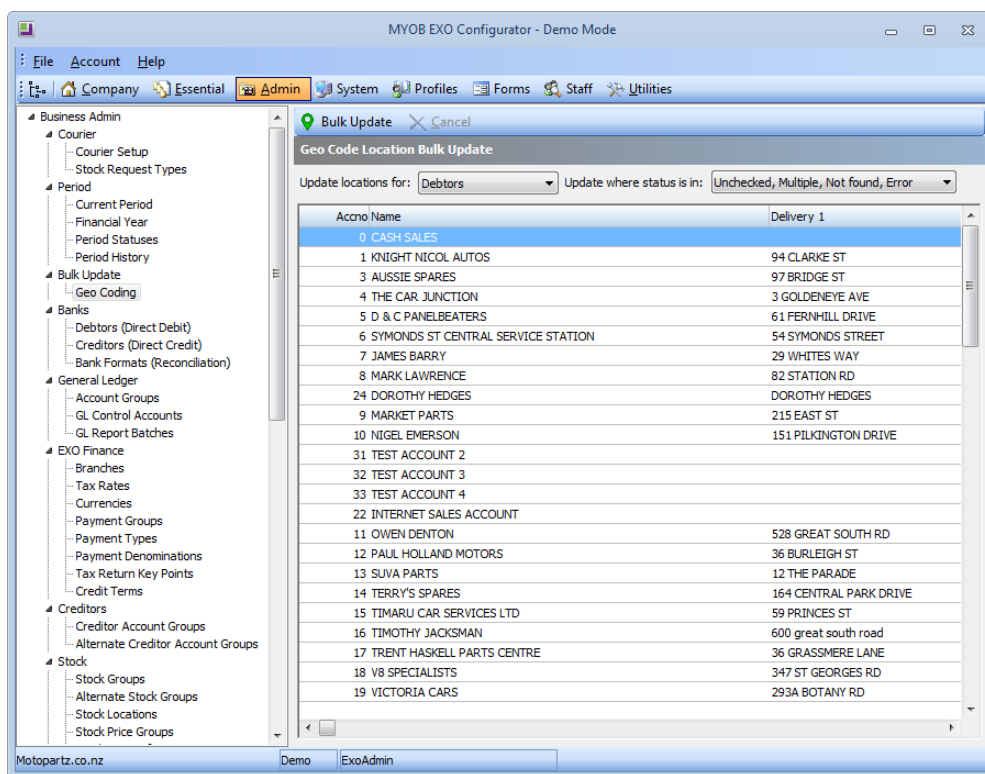 MYOB EXO Configurator - Demo Mode
File Account Help
Company Essential Admin System Profiles Forms Staff Utilities
Business Admin
Courier
Courier Setup
Stock Request Types
Period
Current Period
Financial Year
Period Statuses
Period History
Bulk Update
Geo Coding
Banks
Debtors (Direct Debit)
Creditors (Direct Credit)
Bank Formats (Reconciliation)
General Ledger
Account Groups
GL Control Accounts
GL Report Batches
EXO Finance
Branches
Tax Rates
Currencies
Payment Groups
Payment Types
Payment Denominations
Tax Return Key Points
Credit Terms
Creditors
Creditor Account Groups
Alternate Creditor Account Groups
Stock
Stock Groups
Alternate Stock Groups
Stock Locations
Stock Price Groups
Bulk Update Cancel
Geo Code Location Bulk Update
Update locations for: Debtors Update where status is in: Unchecked, Multiple, Not found, Error
Accno Name Delivery 1
0 CASH SALES
1 KNIGHT NICOL AUTOS 94 CLARKE ST
3 AUSSIE SPARES 97 BRIDGE ST
4 THE CAR JUNCTION 3 GOLDENEYE AVE
5 D & C PANELBEATERS 61 FERNHILL DRIVE
6 SYMONDS ST CENTRAL SERVICE STATION 54 SYMONDS STREET
7 JAMES BARRY 29 WHITES WAY
8 MARK LAWRENCE 82 STATION RD
24 DOROTHY HEDGES DOROTHY HEDGES
9 MARKET PARTS 215 EAST ST
10 NIGEL EMERSON 151 PILKINGTON DRIVE
31 TEST ACCOUNT 2
32 TEST ACCOUNT 3
33 TEST ACCOUNT 4
22 INTERNET SALES ACCOUNT
11 OWEN DENTON 528 GREAT SOUTH RD
12 PAUL HOLLAND MOTORS 36 BURLEIGH ST
13 SUVA PARTS 12 THE PARADE
14 TERRY'S SPARES 164 CENTRAL PARK DRIVE
15 TIMARU CAR SERVICES LTD 59 PRINCES ST
16 TIMOTHY JACKSMAN 600 great south road
17 TRENT HASKELL PARTS CENTRE 36 GRASSMERE LANE
18 V8 SPECIALISTS 347 ST GEORGES RD
19 VICTORIA CARS 293A BOTANY RD
Motopartz.co.nz Demo ExoAdmin